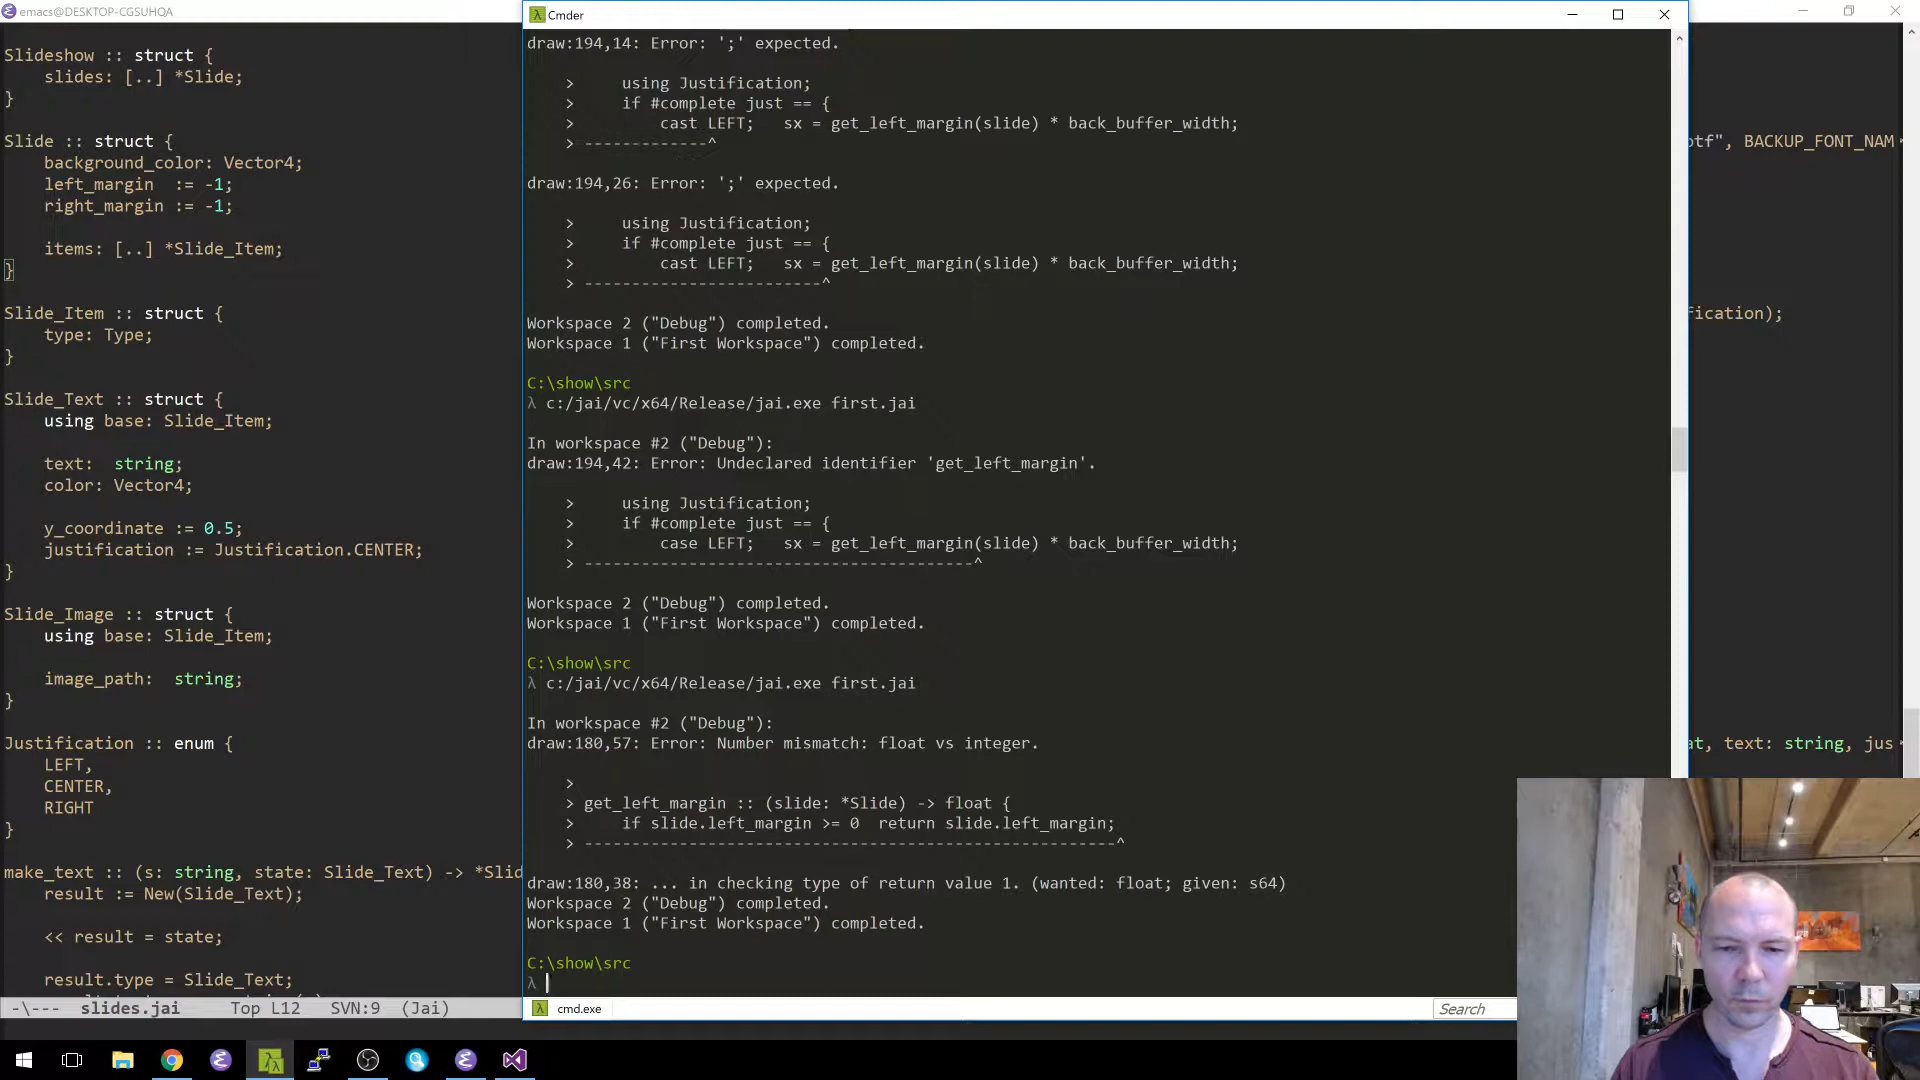 emacs@DESKTOP-CGSUHQA
Slideshow :: struct {
    slides: [..] *Slide;
}
Slide :: struct {
    background_color: Vector4;
    left_margin  := -1;
    right_margin := -1;
    items: [..] *Slide_Item;
}
Slide_Item :: struct {
    type: Type;
}
Slide_Text :: struct {
    using base: Slide_Item;
    text:  string;
    color: Vector4;
    y_coordinate := 0.5;
    justification := Justification.CENTER;
}
Slide_Image :: struct {
    using base: Slide_Item;
    image_path:  string;
}
Justification :: enum {
    LEFT,
    CENTER,
    RIGHT
}
make_text :: (s: string, state: Slide_Text) -> *Slid
    result := New(Slide_Text);
    << result = state;
    result.type = Slide_Text;
-\---  slides.jai     Top L12   SVN:9  (Jai)
Cmder
draw:194,14: Error: ';' expected.
>     using Justification;
>     if #complete just == {
>         cast LEFT;   sx = get_left_margin(slide) * back_buffer_width;
> -------------^
draw:194,26: Error: ';' expected.
>     using Justification;
>     if #complete just == {
>         cast LEFT;   sx = get_left_margin(slide) * back_buffer_width;
> -------------------------^
Workspace 2 ("Debug") completed.
Workspace 1 ("First Workspace") completed.
C:\show\src
λ c:/jai/vc/x64/Release/jai.exe first.jai
In workspace #2 ("Debug"):
draw:194,42: Error: Undeclared identifier 'get_left_margin'.
>     using Justification;
>     if #complete just == {
>         case LEFT;   sx = get_left_margin(slide) * back_buffer_width;
> -----------------------------------------^
Workspace 2 ("Debug") completed.
Workspace 1 ("First Workspace") completed.
C:\show\src
λ c:/jai/vc/x64/Release/jai.exe first.jai
In workspace #2 ("Debug"):
draw:180,57: Error: Number mismatch: float vs integer.
>
> get_left_margin :: (slide: *Slide) -> float {
>     if slide.left_margin >= 0  return slide.left_margin;
> --------------------------------------------------------^
draw:180,38: ... in checking type of return value 1. (wanted: float; given: s64)
Workspace 2 ("Debug") completed.
Workspace 1 ("First Workspace") completed.
C:\show\src
λ
cmd.exe
Search
otf", BACKUP_FONT_NAM
fication);
at, text: string, jus